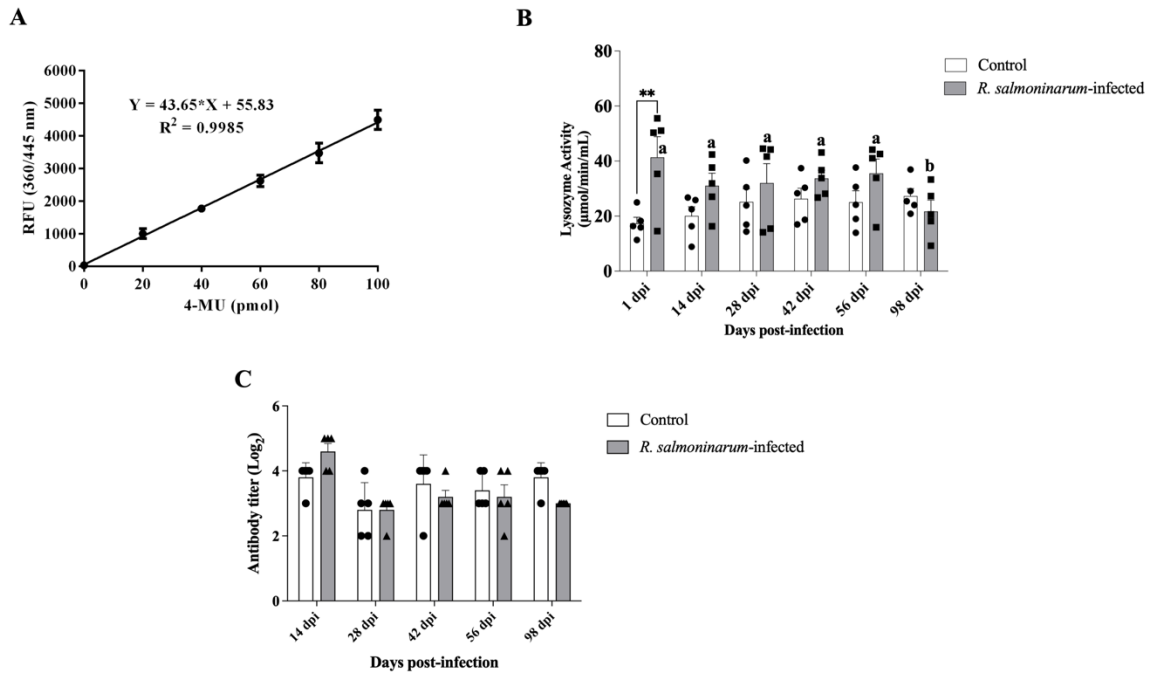 A
Y = 43.65*X + 55.83
R² = 0.9985
RFU (360/445 nm)
6000
5000
4000
3000
2000
1000
0
0 20 40 60 80 100
4-MU (pmol)
B
Control
R. salmoninarum-infected
Lysozyme Activity
(μmol/min/mL)
80
60
40
20
0
**
a a a a a b
1 dpi 14 dpi 28 dpi 42 dpi 56 dpi 98 dpi
Days post-infection
C
Control
R. salmoninarum-infected
Antibody titer (Log₂)
6
4
2
0
14 dpi 28 dpi 42 dpi 56 dpi 98 dpi
Days post-infection